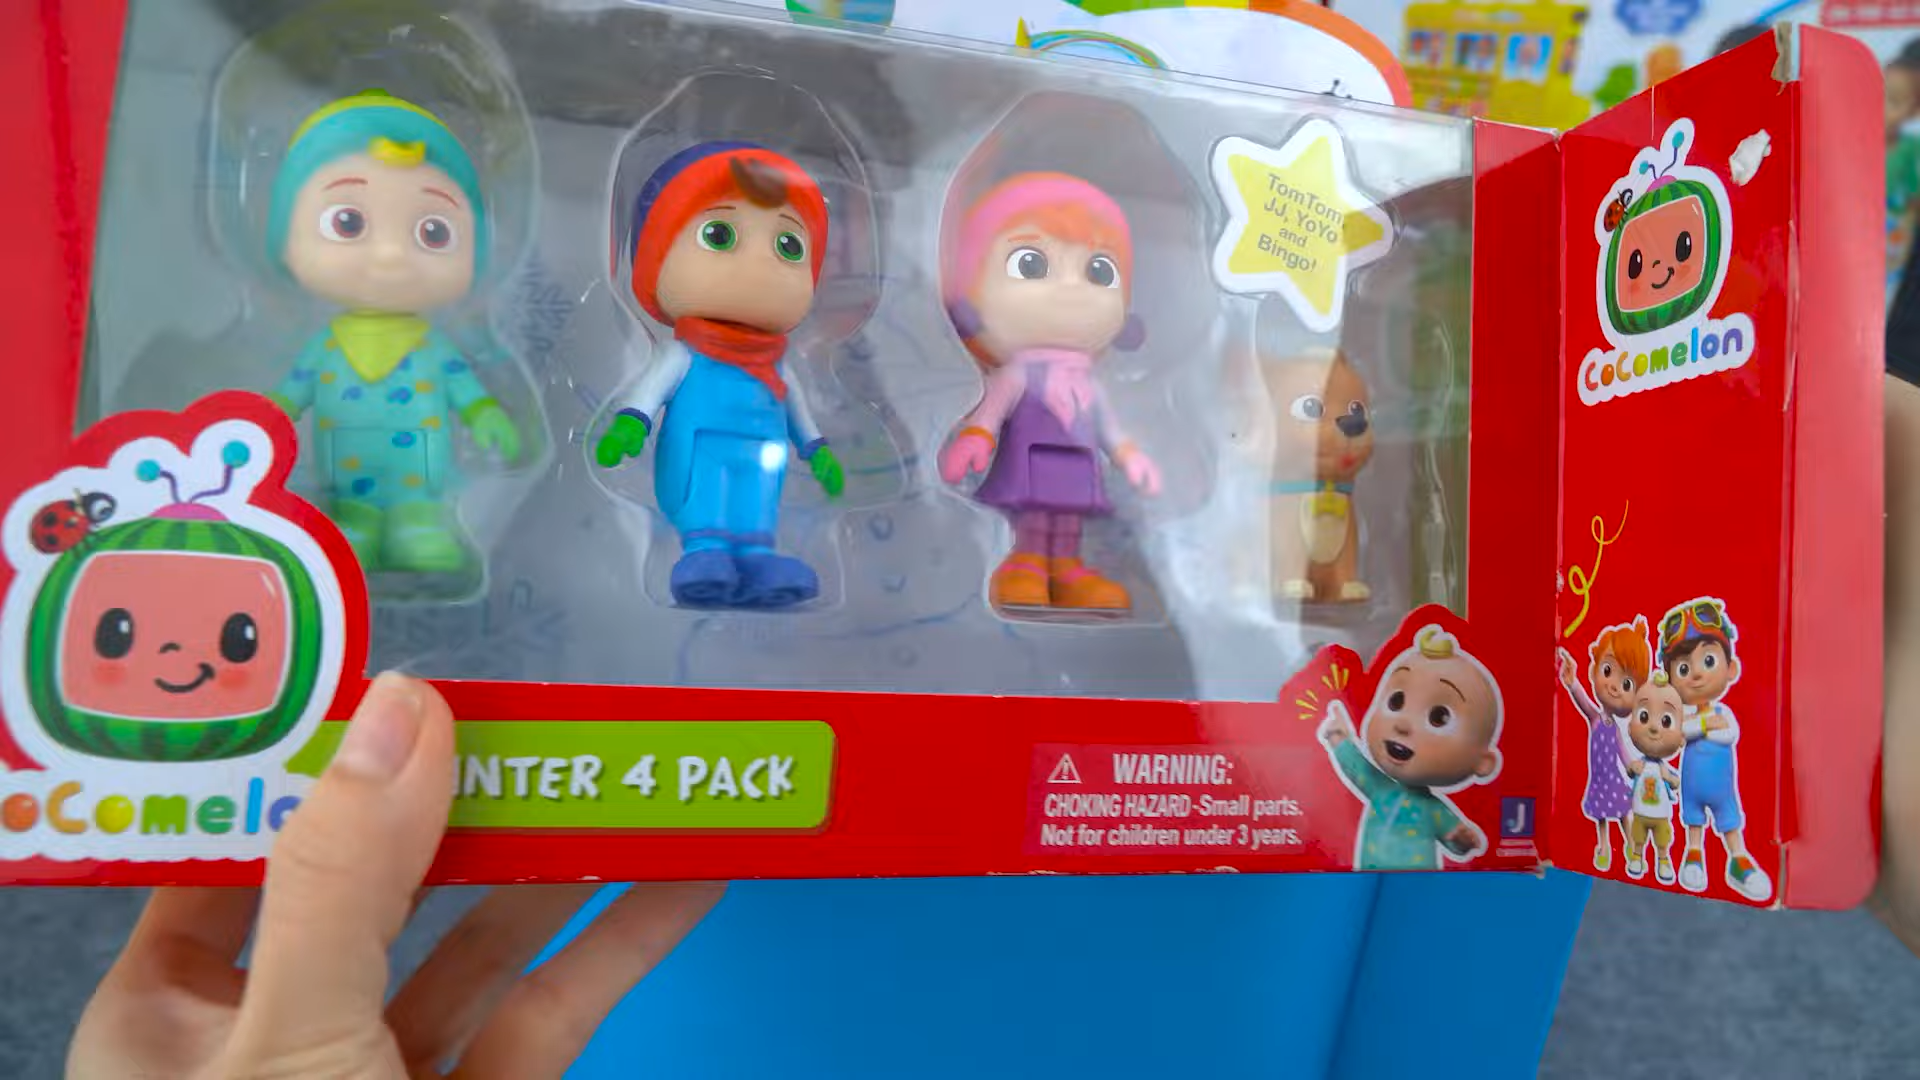 TomTom,
JJ, YoYo
and
Bingo!
CoComelon
oComelo
INTER 4 PACK
WARNING:
CHOKING HAZARD-Small parts.
Not for children under 3 years.
J